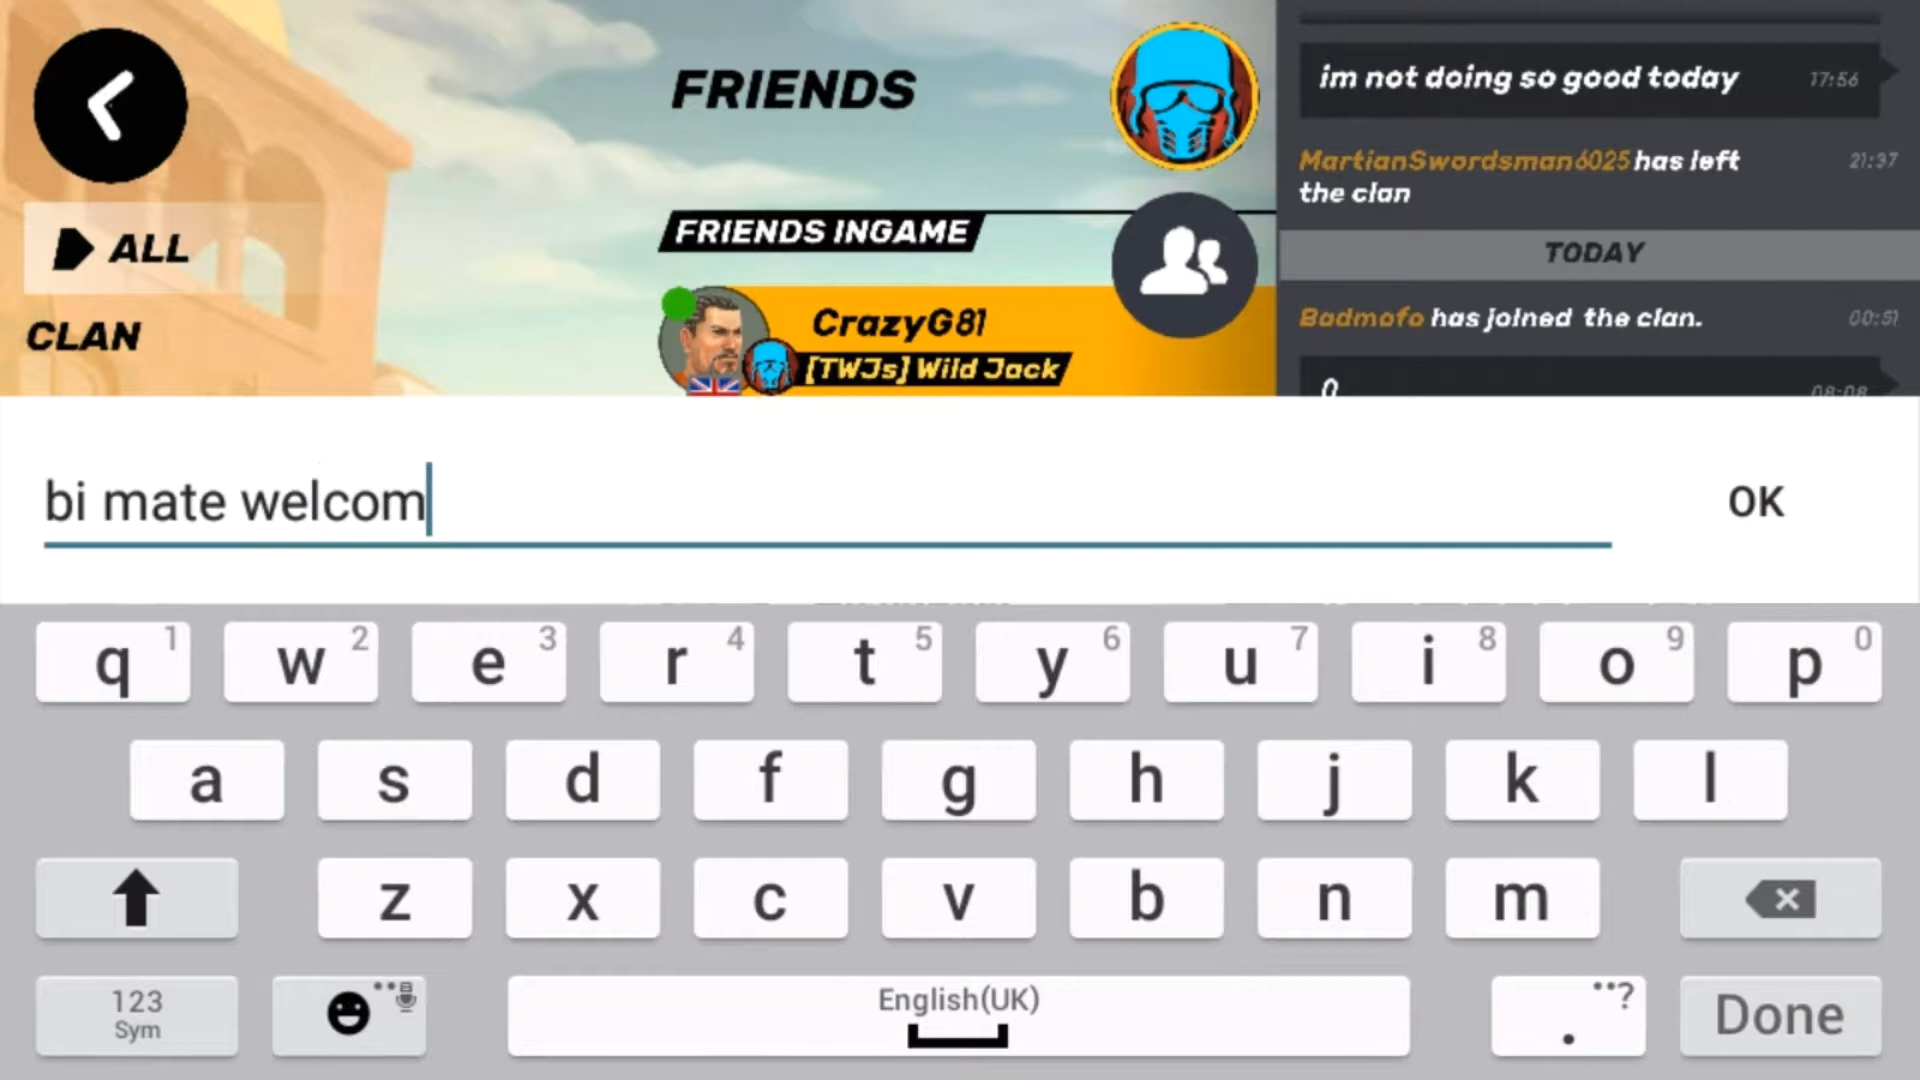 FRIENDS
ALL
CLAN
FRIENDS INGAME
CrazyG81
[TWJs] Wild Jack
im not doing so good today 17:56
MartianSwordsman6025 has left 21:37
the clan
TODAY
Badmofo has joined the clan. 00:51
08:08
bi mate welcom
OK
q 1 w 2 e 3 r 4 t 5 y 6 u 7 i 8 o 9 p 0
a s d f g h j k l
z x c v b n m
123
Sym
English(UK)
. ?
Done